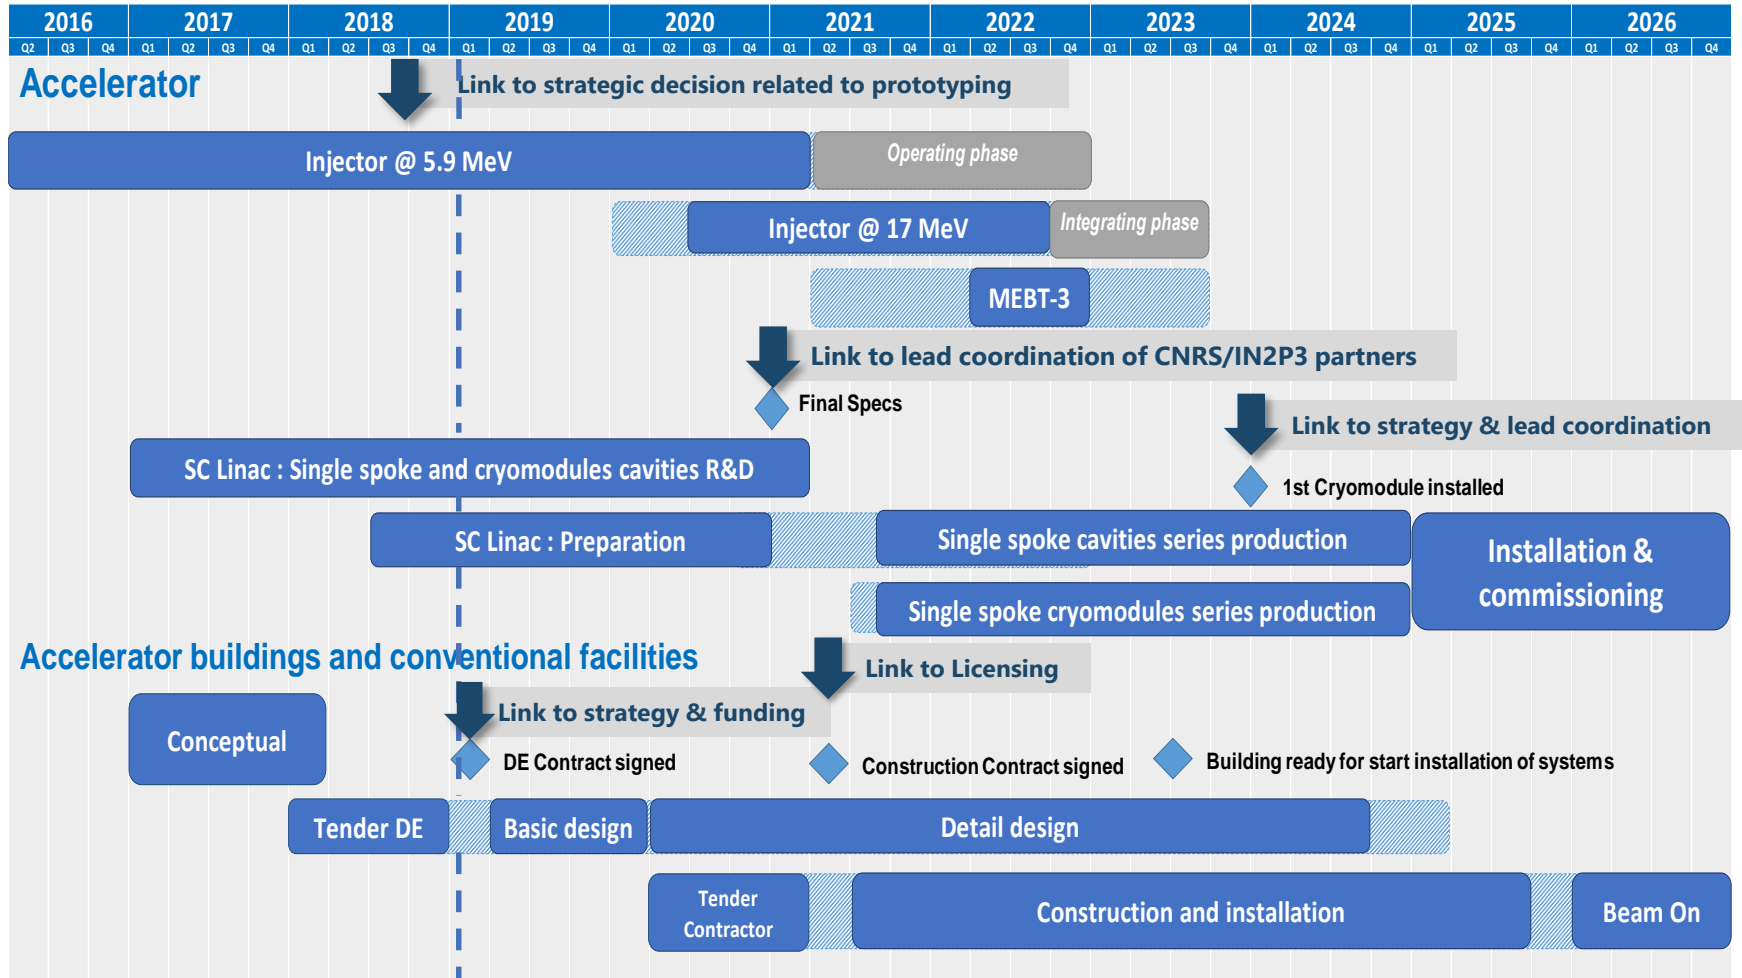 2016 2017 2018 2019 2020 2021 2022 2023 2024 2025 2026
Q2 Q3 Q4 Q1 Q2 Q3 Q4 Q1 Q2 Q3 Q4 Q1 Q2 Q3 Q4 Q1 Q2 Q3 Q4 Q1 Q2 Q3 Q4 Q1 Q2 Q3 Q4 Q1 Q2 Q3 Q4 Q1 Q2 Q3 Q4 Q1 Q2 Q3 Q4 Q1 Q2 Q3 Q4
Accelerator
Link to strategic decision related to prototyping
Injector @ 5.9 MeV
Operating phase
Injector @ 17 MeV
Integrating phase
MEBT-3
Link to lead coordination of CNRS/IN2P3 partners
Final Specs
Link to strategy & lead coordination
SC Linac : Single spoke and cryomodules cavities R&D
1st Cryomodule installed
SC Linac : Preparation
Single spoke cavities series production
Installation &
commissioning
Single spoke cryomodules series production
Accelerator buildings and conventional facilities
Link to Licensing
Link to strategy & funding
Conceptual
DE Contract signed
Construction Contract signed
Building ready for start installation of systems
Tender DE
Basic design
Detail design
Tender
Contractor
Construction and installation
Beam On